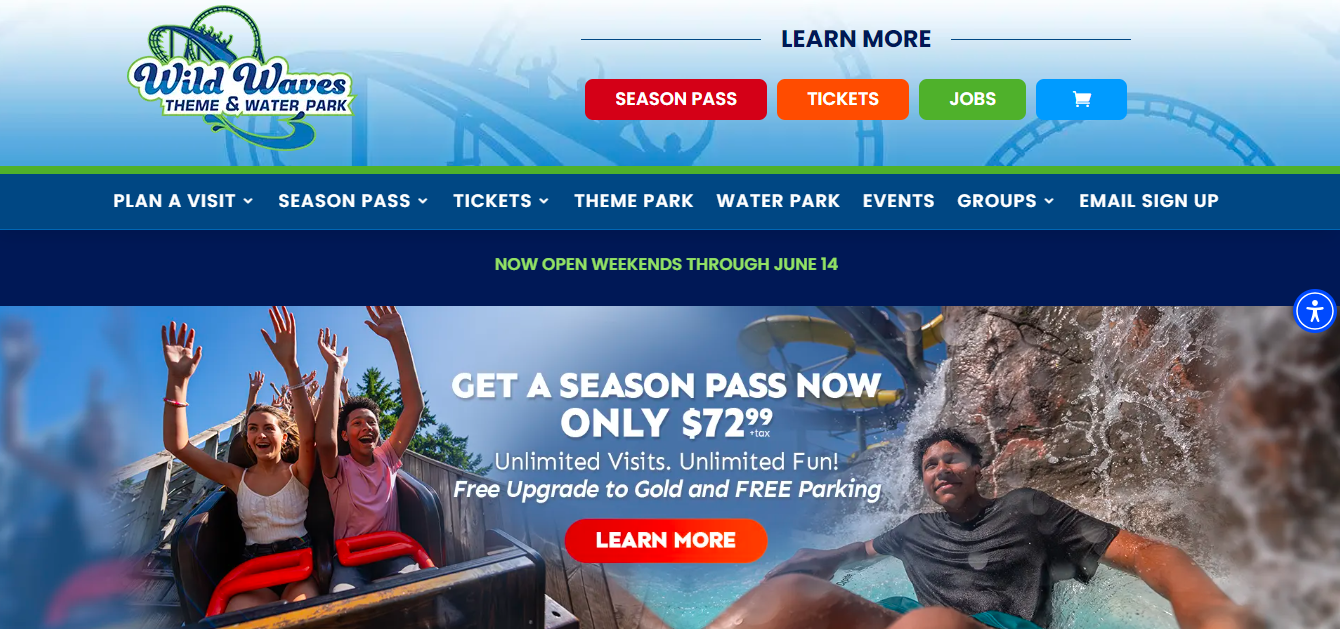 Wild Waves
THEME & WATER PARK
LEARN MORE
SEASON PASS
TICKETS
JOBS
PLAN A VISIT
SEASON PASS
TICKETS
THEME PARK
WATER PARK
EVENTS
GROUPS
EMAIL SIGN UP
NOW OPEN WEEKENDS THROUGH JUNE 14
GET A SEASON PASS NOW
ONLY $7299 +tax
Unlimited Visits. Unlimited Fun!
Free Upgrade to Gold and FREE Parking
LEARN MORE